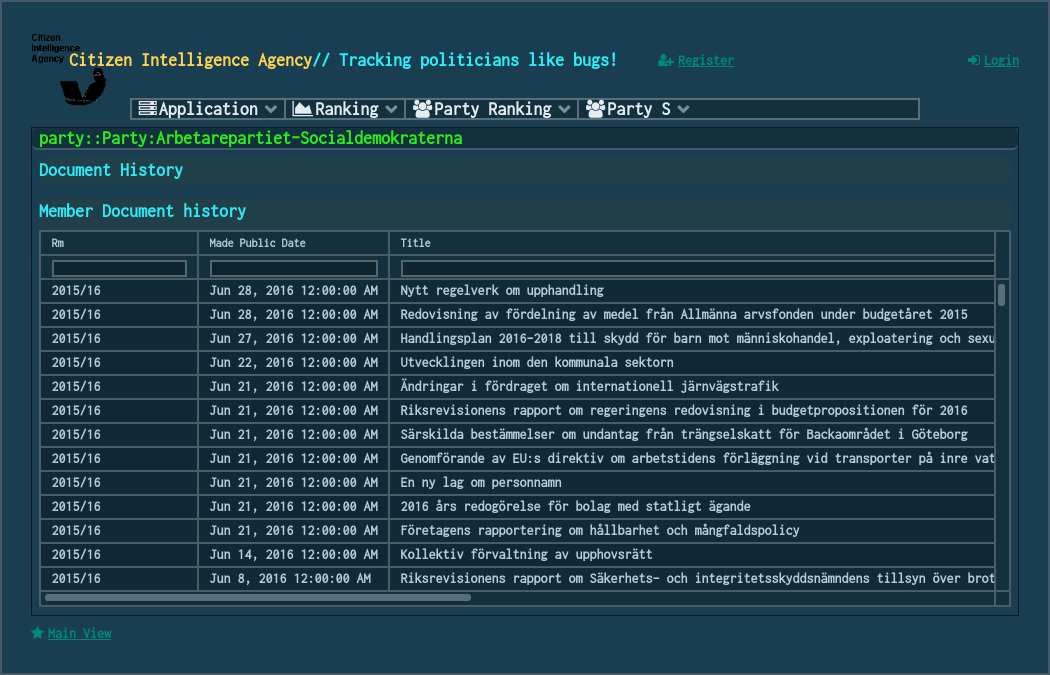 Citizen
Intelligence
Agency
Citizen Intelligence Agency// Tracking politicians like bugs!
Register
Login
Application
Ranking
Party Ranking
Party S
party::Party:Arbetarepartiet-Socialdemokraterna
Document History
Member Document history
Rm Made Public Date Title
2015/16 Jun 28, 2016 12:00:00 AM Nytt regelverk om upphandling
2015/16 Jun 28, 2016 12:00:00 AM Redovisning av fördelning av medel från Allmänna arvsfonden under budgetåret 2015
2015/16 Jun 27, 2016 12:00:00 AM Handlingsplan 2016-2018 till skydd för barn mot människohandel, exploatering och sexu
2015/16 Jun 22, 2016 12:00:00 AM Utvecklingen inom den kommunala sektorn
2015/16 Jun 21, 2016 12:00:00 AM Ändringar i fördraget om internationell järnvägstrafik
2015/16 Jun 21, 2016 12:00:00 AM Riksrevisionens rapport om regeringens redovisning i budgetpropositionen för 2016
2015/16 Jun 21, 2016 12:00:00 AM Särskilda bestämmelser om undantag från trängselskatt för Backaområdet i Göteborg
2015/16 Jun 21, 2016 12:00:00 AM Genomförande av EU:s direktiv om arbetstidens förläggning vid transporter på inre vat
2015/16 Jun 21, 2016 12:00:00 AM En ny lag om personnamn
2015/16 Jun 21, 2016 12:00:00 AM 2016 års redogörelse för bolag med statligt ägande
2015/16 Jun 21, 2016 12:00:00 AM Företagens rapportering om hållbarhet och mångfaldspolicy
2015/16 Jun 14, 2016 12:00:00 AM Kollektiv förvaltning av upphovsrätt
2015/16 Jun 8, 2016 12:00:00 AM Riksrevisionens rapport om Säkerhets- och integritetsskyddsnämndens tillsyn över brot
Main View